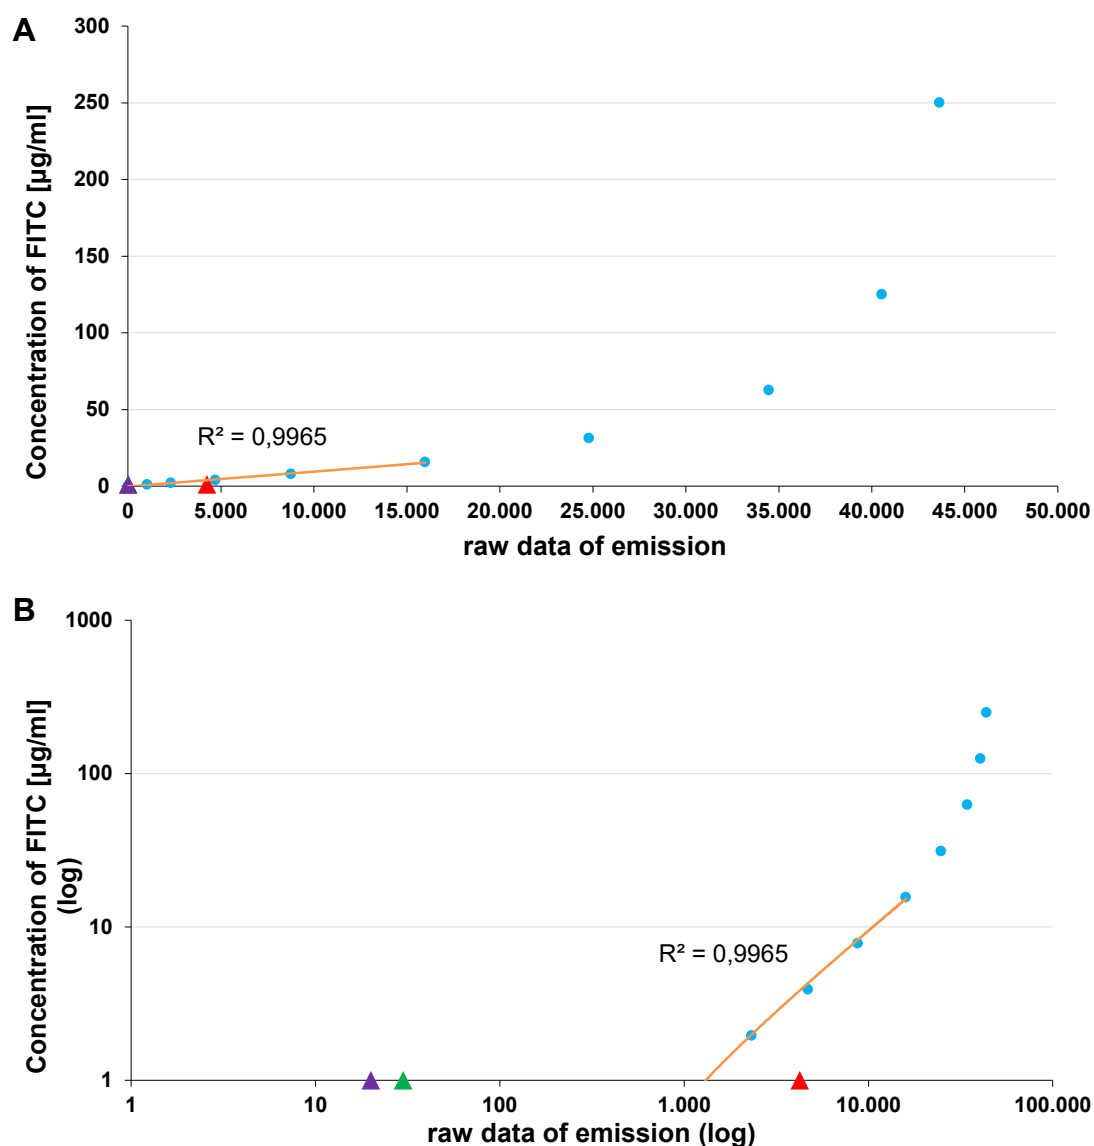 A
300
250
200
150
100
50
0
Concentration of FITC [µg/ml]
R² = 0,9965
0 5.000 10.000 15.000 20.000 25.000 30.000 35.000 40.000 45.000 50.000
raw data of emission
B
1000
100
10
1
Concentration of FITC [µg/ml]
(log)
R² = 0,9965
1 10 100 1.000 10.000 100.000
raw data of emission (log)